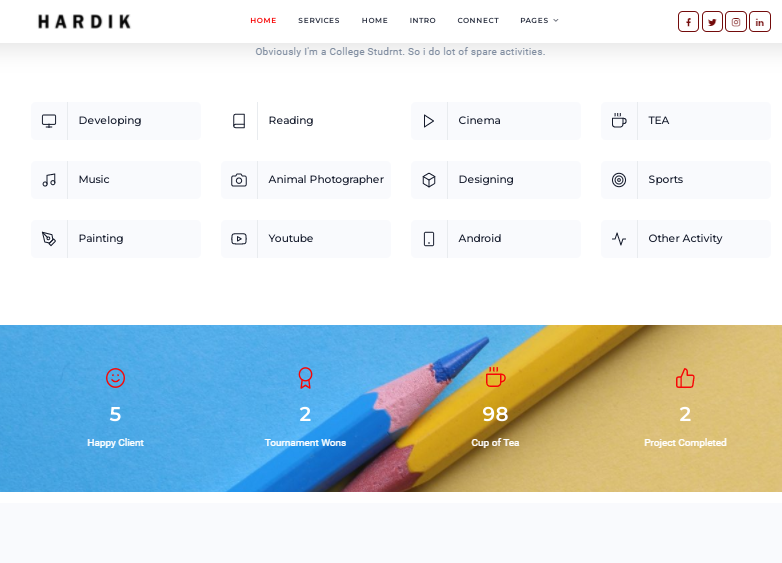 HARDIK HOME SERVICES HOME INTRO CONNECT PAGES
Obviously I'm a College Studrnt. So i do lot of spare activities.
Developing Reading Cinema TEA
Music Animal Photographer Designing Sports
Painting Youtube Android Other Activity
5 2 98 2
Happy Client Tournament Wons Cup of Tea Project Completed